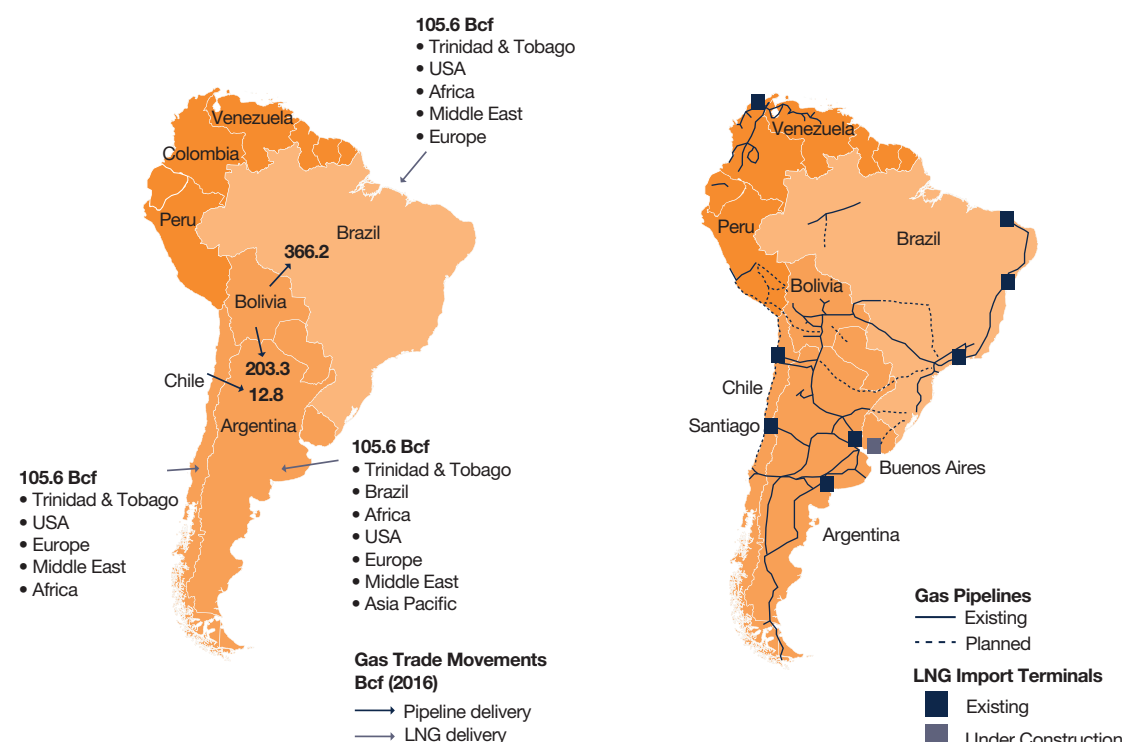 105.6 Bcf
• Trinidad & Tobago
• USA
• Africa
• Middle East
• Europe
Venezuela
Colombia
Peru
Brazil
366.2
Bolivia
203.3
Chile
12.8
Argentina
105.6 Bcf
• Trinidad & Tobago
• USA
• Europe
• Middle East
• Africa
105.6 Bcf
• Trinidad & Tobago
• Brazil
• Africa
• USA
• Europe
• Middle East
• Asia Pacific
Gas Trade Movements
Bcf (2016)
Pipeline delivery
LNG delivery
Venezuela
Peru
Brazil
Bolivia
Chile
Santiago
Buenos Aires
Argentina
Gas Pipelines
Existing
Planned
LNG Import Terminals
Existing
Under Construction